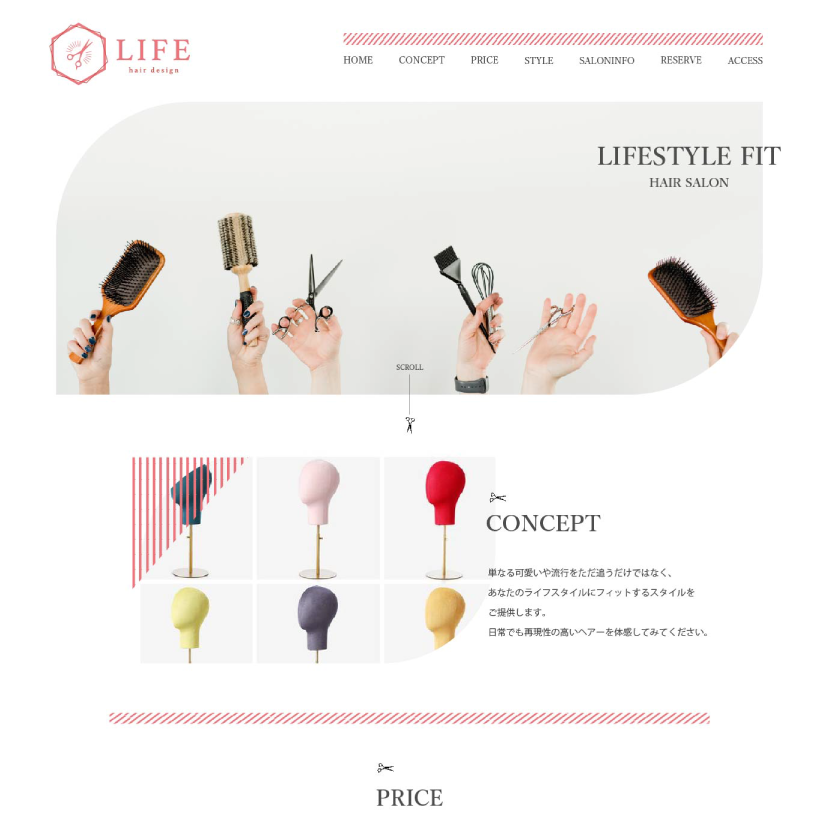 LIFE
hair design
HOME CONCEPT PRICE STYLE SALONINFO RESERVE ACCESS
LIFESTYLE FIT
HAIR SALON
SCROLL
CONCEPT
単なる可愛いや流行をただ追うだけではなく、
あなたのライフスタイルにフィットするスタイルを
ご提供します。
日常でも再現性の高いヘアーを体感してみてください。
PRICE